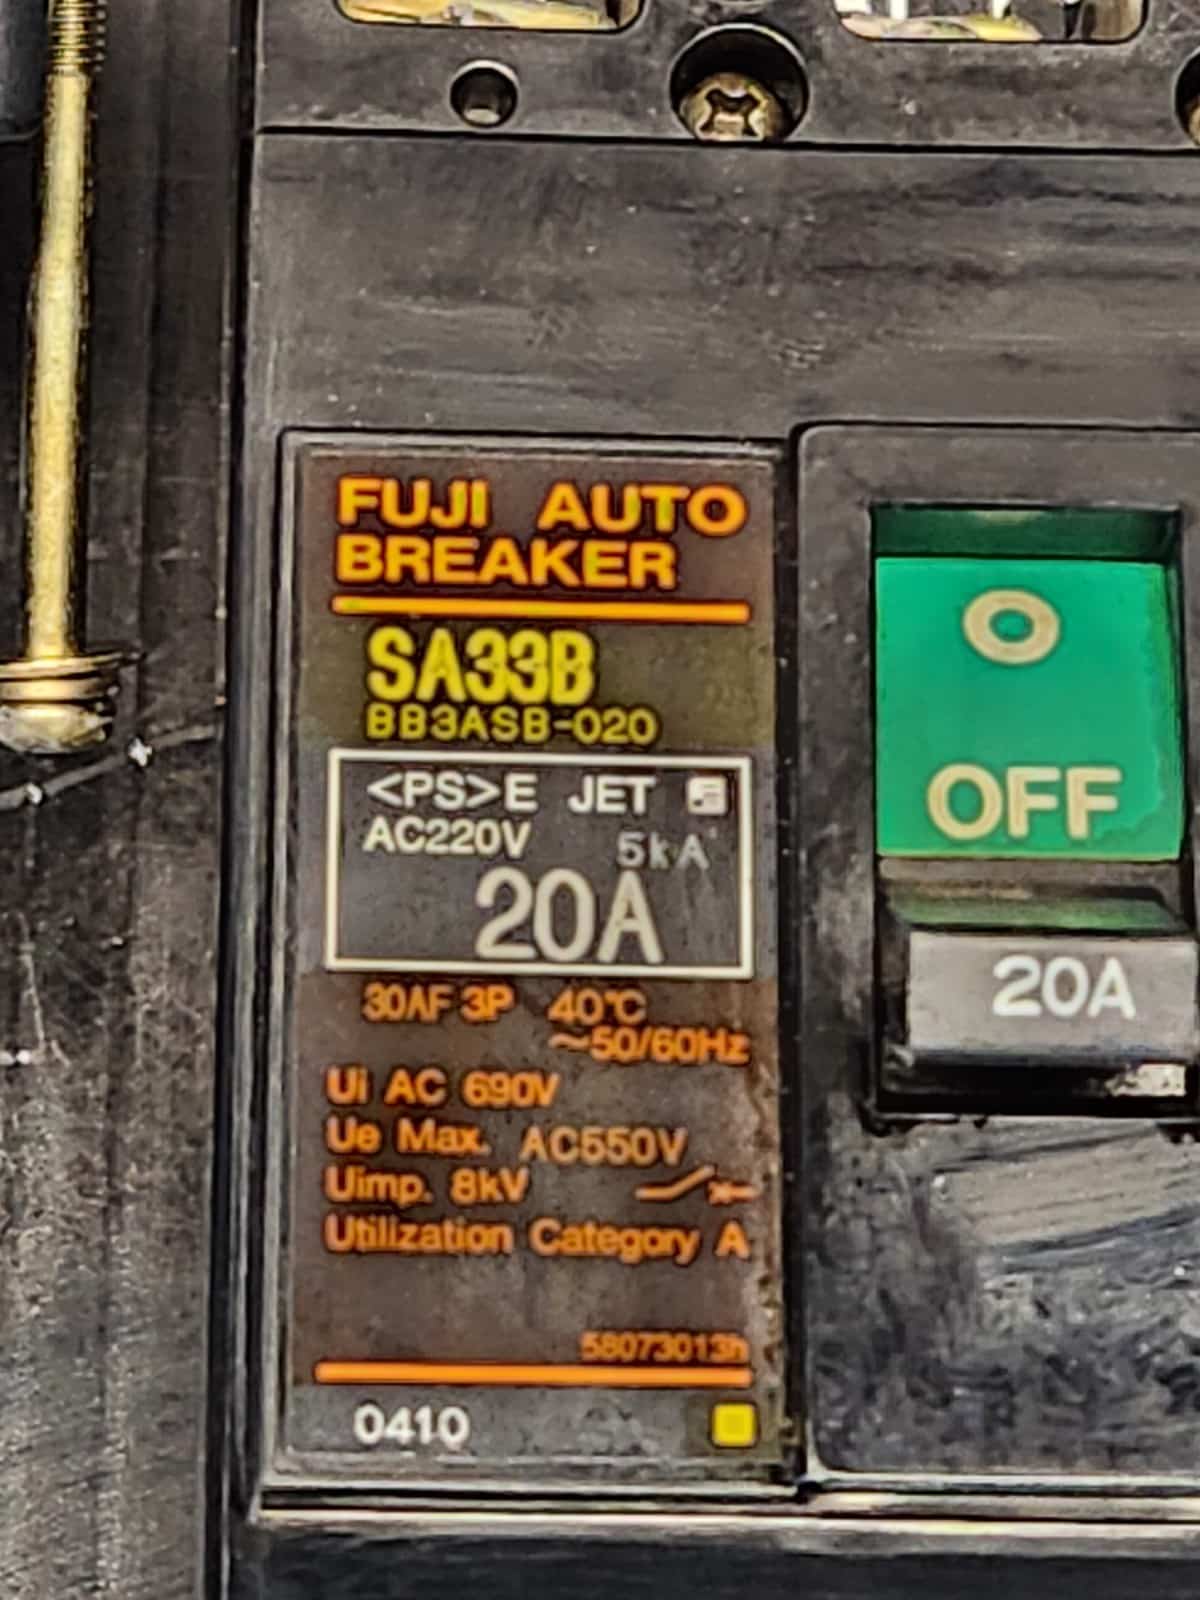 FUJI AUTO
BREAKER
SA33B
BB3ASB-020
<PS>E JET
AC220V 5kA
20A
30AF 3P 40℃
~50/60Hz
Ui AC 690V
Ue Max. AC550V
Uimp. 8kV
Utilization Category A
58073013h
0410
O
OFF
20A